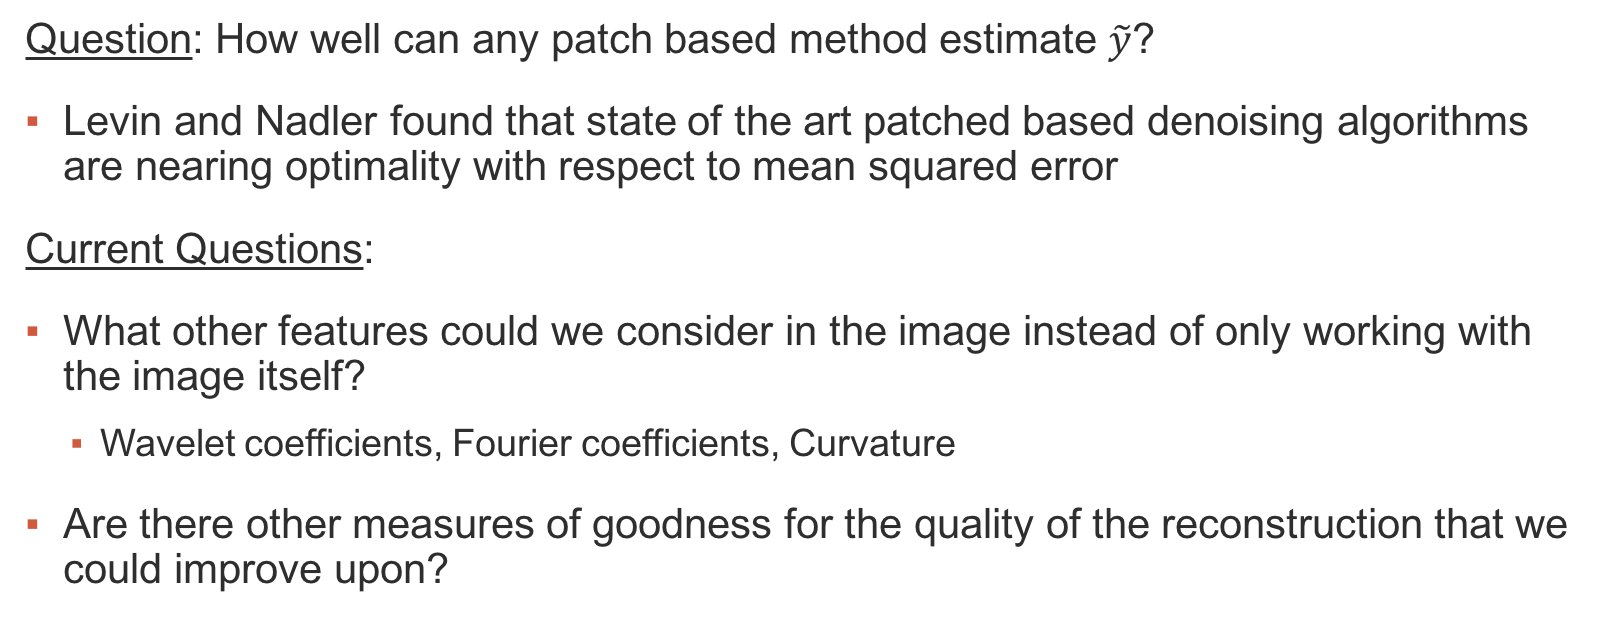 Question: How well can any patch based method estimate ỹ?
▪ Levin and Nadler found that state of the art patched based denoising algorithms
are nearing optimality with respect to mean squared error
Current Questions:
▪ What other features could we consider in the image instead of only working with
the image itself?
▪ Wavelet coefficients, Fourier coefficients, Curvature
▪ Are there other measures of goodness for the quality of the reconstruction that we
could improve upon?